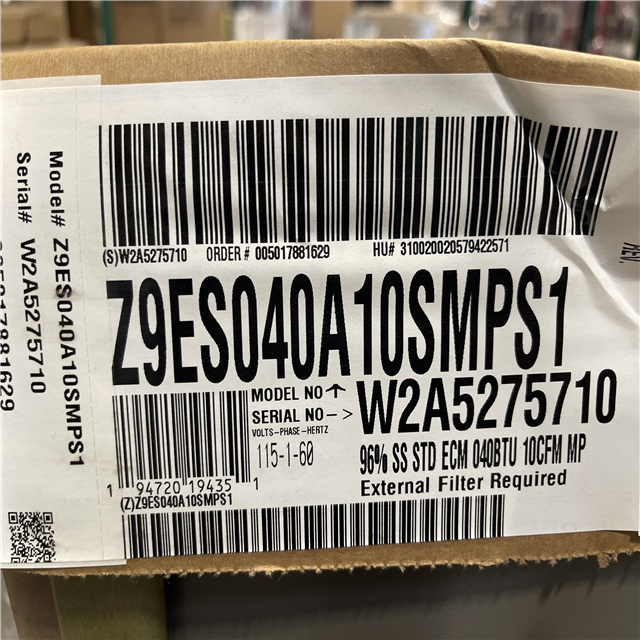 (S)W2A5275710 ORDER # 005017881629 HU# 310020020579422571
Z9ES040A10SMPS1
MODEL NO ↑
SERIAL NO -> W2A5275710
VOLTS-PHASE-HERTZ
115-1-60
96% SS STD ECM 040BTU 10CFM MP
External Filter Required
1 94720 19435 1
(Z)Z9ES040A10SMPS1
Model# Z9ES040A10SMPS1
Serial# W2A5275710